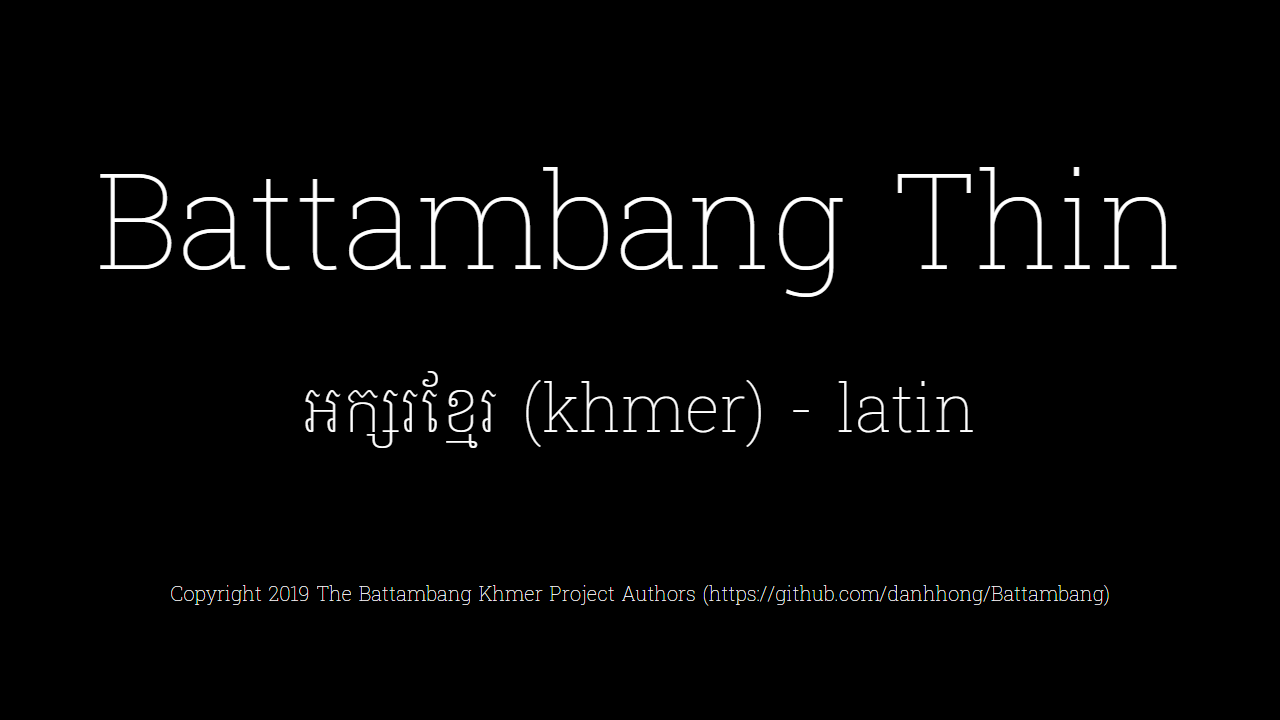 Battambang Thin
អក្សរខ្មែរ (khmer) - latin
Copyright 2019 The Battambang Khmer Project Authors (https://github.com/danhhong/Battambang)